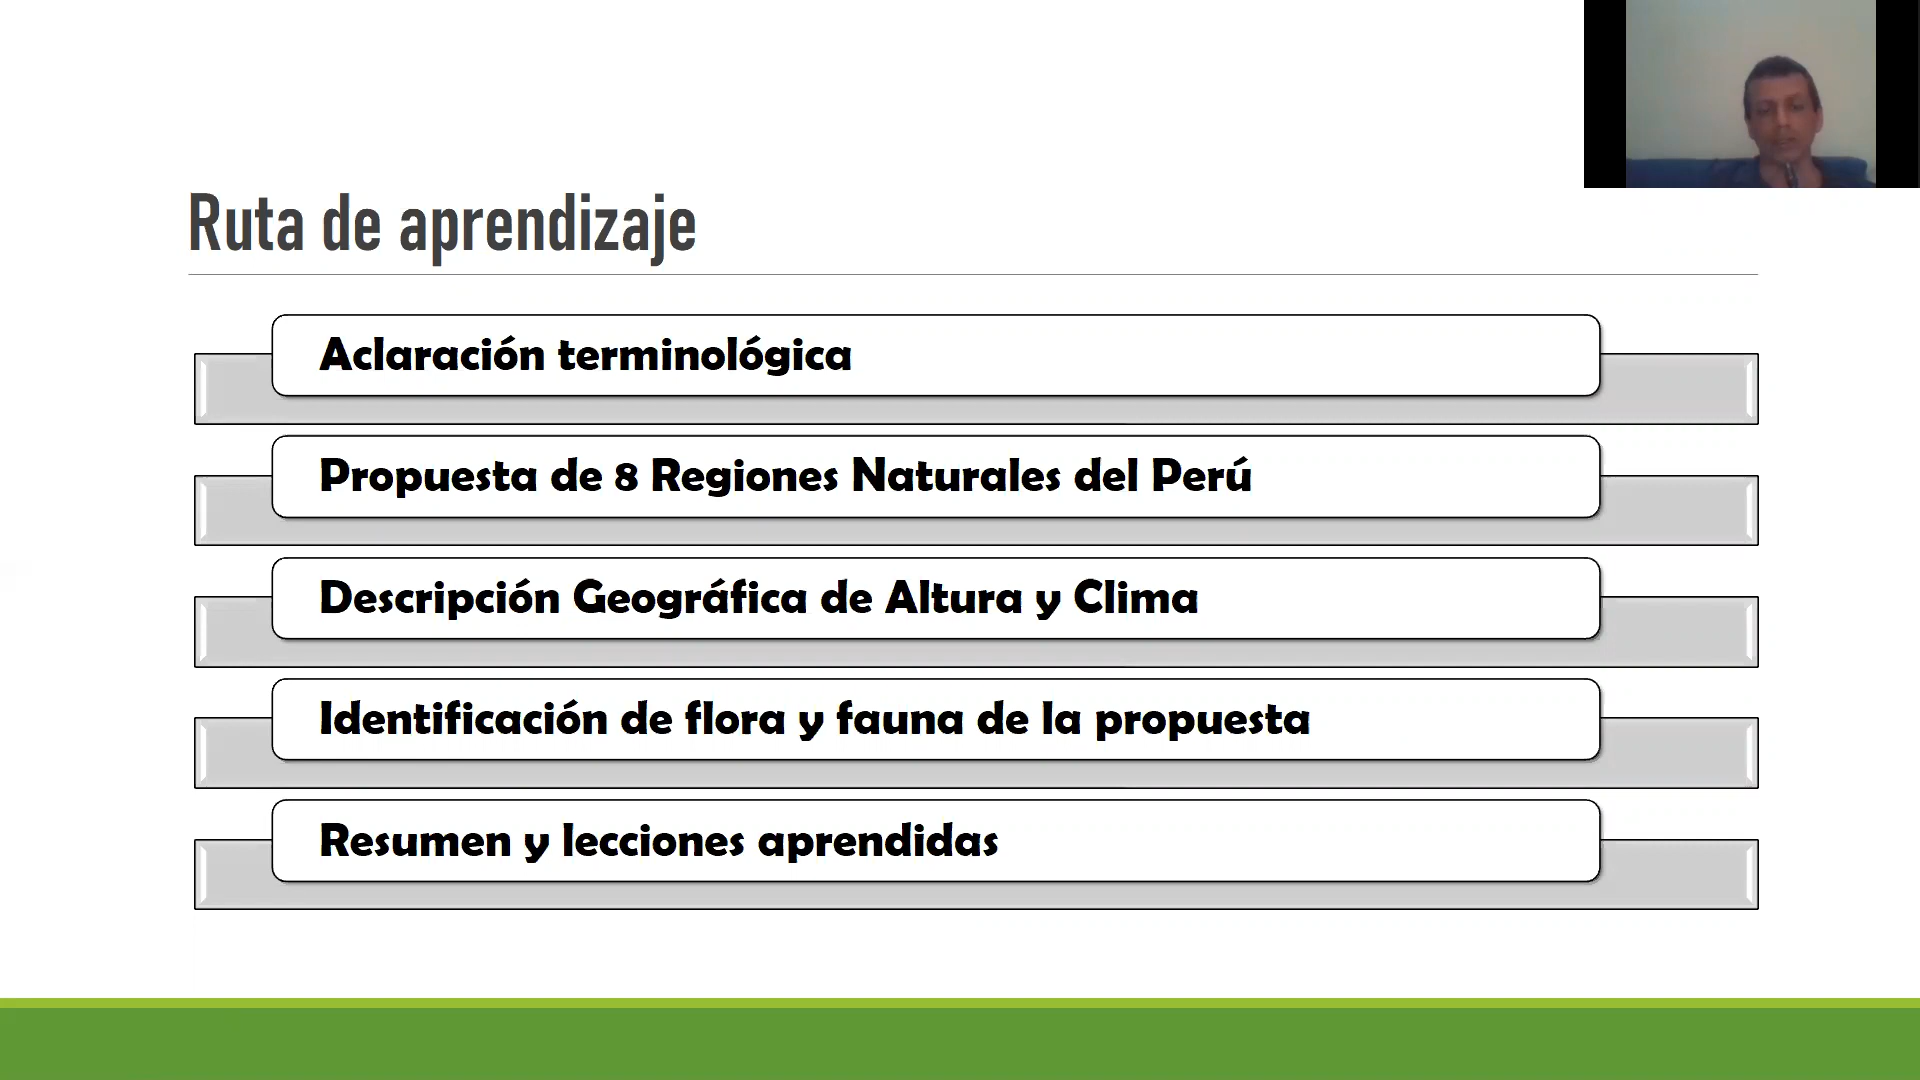 Ruta de aprendizaje
Aclaración terminológica
Propuesta de 8 Regiones Naturales del Perú
Descripción Geográfica de Altura y Clima
Identificación de flora y fauna de la propuesta
Resumen y lecciones aprendidas